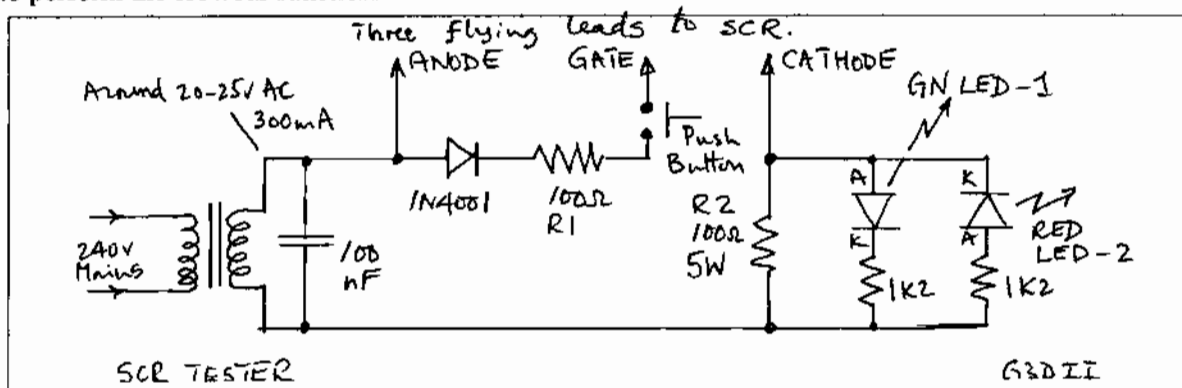 Three flying leads to SCR.
ANODE
GATE
CATHODE
GN LED-1
Around 20-25V AC
300mA
Push
Button
1N4001
100Ω
R1
R2
100Ω
5W
A
K
K
A
RED
LED-2
240V
Mains
100
nF
1K2
1K2
SCR TESTER
G3DII